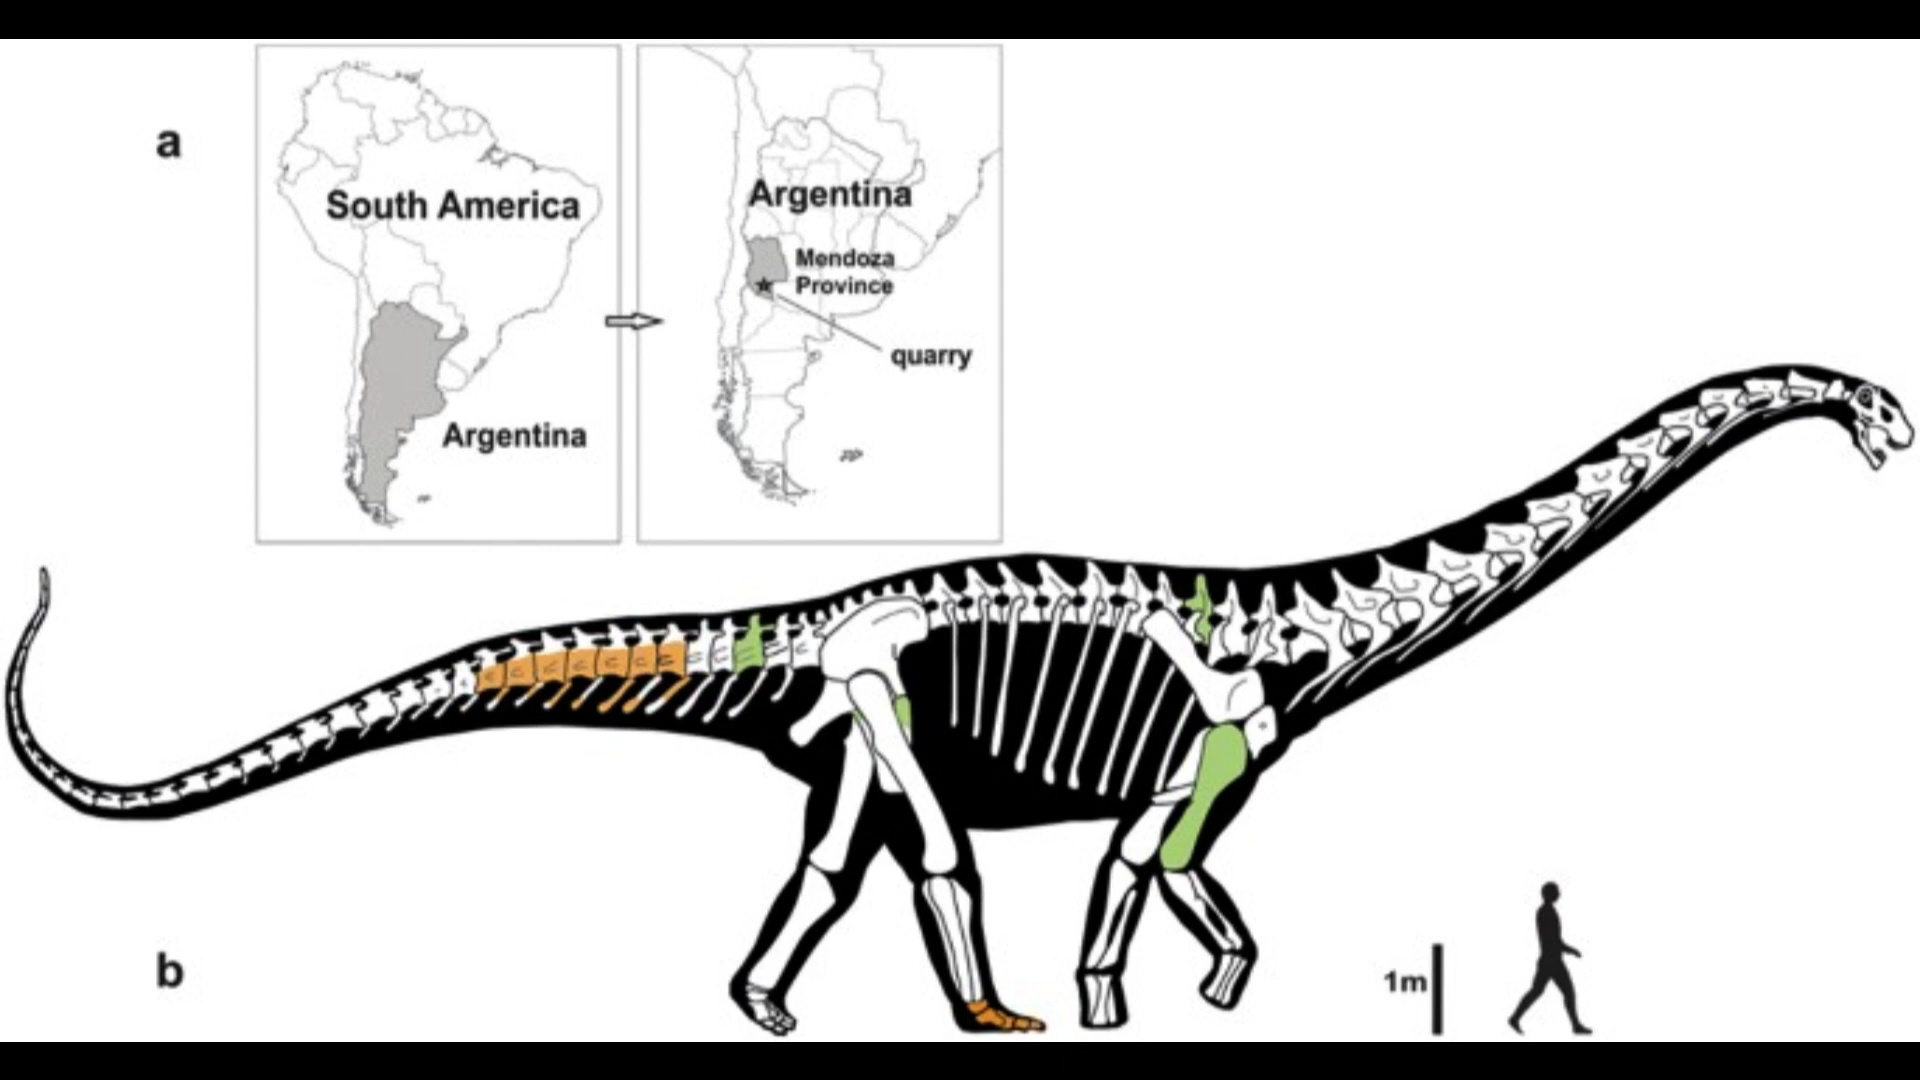 a
South America
Argentina
Argentina
Mendoza
Province
quarry
b
1m